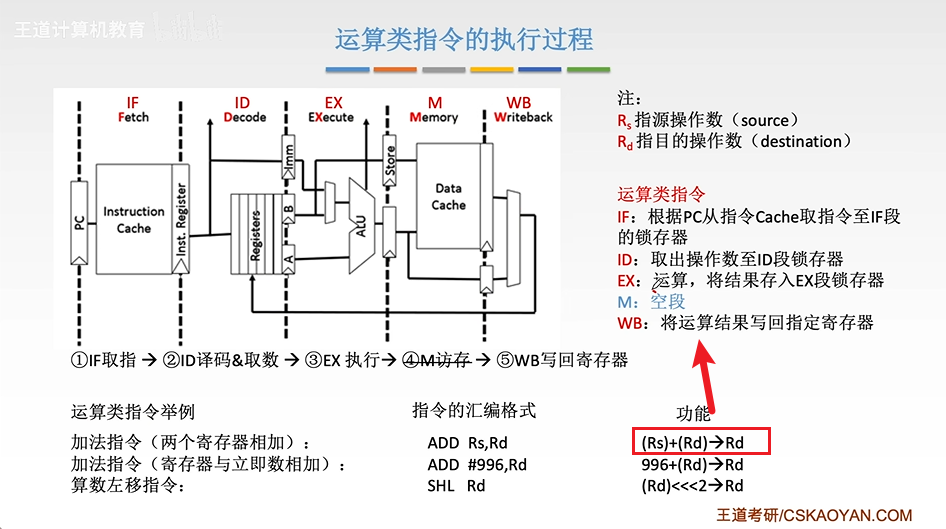 王道计算机教育
运算类指令的执行过程
IF ID EX M WB
Fetch Decode EXecute Memory Writeback
PC
Instruction
Cache
Inst. Register
Registers
Imm
B
A
ALU
Store
Data
Cache
注：
Rs指源操作数（source）
Rd指目的操作数（destination）
运算类指令
IF：根据PC从指令Cache取指令至IF段
的锁存器
ID：取出操作数至ID段锁存器
EX：运算，将结果存入EX段锁存器
M：空段
WB：将运算结果写回指定寄存器
①IF取指 → ②ID译码&取数 → ③EX 执行→ ④M访存 → ⑤WB写回寄存器
运算类指令举例 指令的汇编格式 功能
加法指令（两个寄存器相加）： ADD Rs,Rd (Rs)+(Rd)→Rd
加法指令（寄存器与立即数相加）： ADD #996,Rd 996+(Rd)→Rd
算数左移指令： SHL Rd (Rd)<<<2→Rd
王道考研/CSKAOYAN.COM